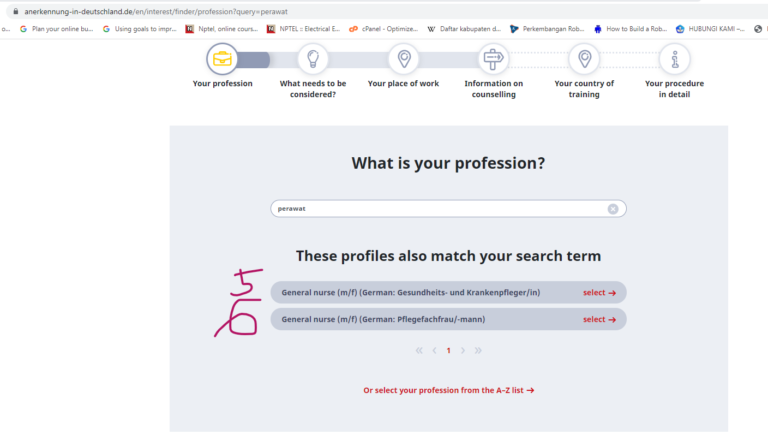 anerkennung-in-deutschland.de/en/interest/finder/profession?query=perawat
o... Plan your online bu... Using goals to impr... Nptel, online cours... NPTEL :: Electrical E... cPanel - Optimize... Daftar kabupaten d... Perkembangan Rob... How to Build a Rob... HUBUNGI KAMI –...
Your profession
What needs to be
considered?
Your place of work
Information on
counselling
Your country of
training
Your procedure
in detail
What is your profession?
perawat
These profiles also match your search term
5
General nurse (m/f) (German: Gesundheits- und Krankenpfleger/in) select →
6
General nurse (m/f) (German: Pflegefachfrau/-mann) select →
« ‹ 1 › »
Or select your profession from the A–Z list →